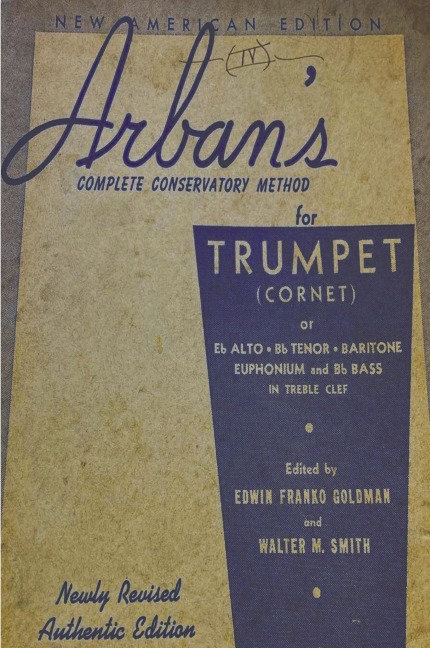 NEW AMERICAN EDITION
(IV)
Arban's
COMPLETE CONSERVATORY METHOD
for
TRUMPET
(CORNET)
or
Eb ALTO • Bb TENOR • BARITONE
EUPHONIUM and Bb BASS
IN TREBLE CLEF
Edited by
EDWIN FRANKO GOLDMAN
and
WALTER M. SMITH
Newly Revised
Authentic Edition